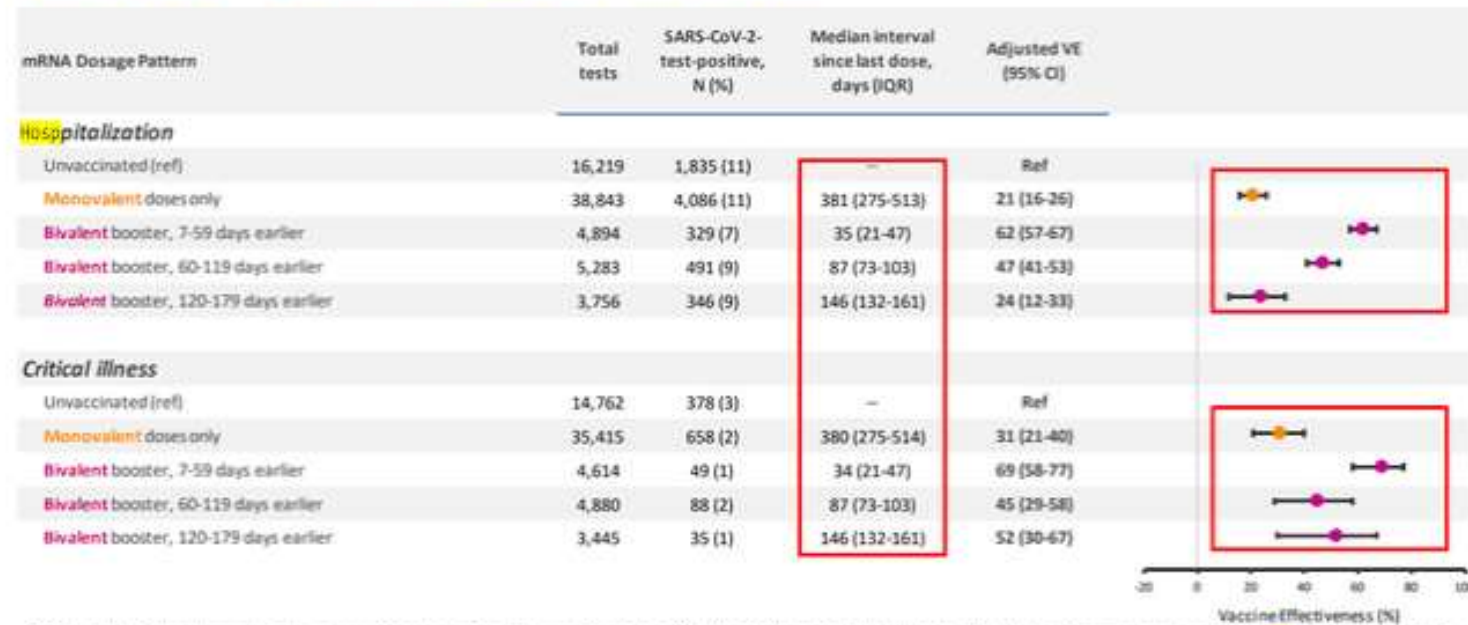 mRNA Dosage Pattern Total tests SARS-CoV-2-test-positive, N (%) Median interval since last dose, days (IQR) Adjusted VE (95% CI)
Hosppitalization
Unvaccinated (ref) 16,219 1,835 (11) -- Ref
Monovalent doses only 38,843 4,086 (11) 381 (275-513) 21 (16-26)
Bivalent booster, 7-59 days earlier 4,894 329 (7) 35 (21-47) 62 (57-67)
Bivalent booster, 60-119 days earlier 5,283 491 (9) 87 (73-103) 47 (41-53)
Bivalent booster, 120-179 days earlier 3,756 346 (9) 146 (132-161) 24 (12-33)
Critical illness
Unvaccinated (ref) 14,762 378 (3) -- Ref
Monovalent doses only 35,415 658 (2) 380 (275-514) 31 (21-40)
Bivalent booster, 7-59 days earlier 4,614 49 (1) 34 (21-47) 69 (58-77)
Bivalent booster, 60-119 days earlier 4,880 88 (2) 87 (73-103) 45 (29-58)
Bivalent booster, 120-179 days earlier 3,445 35 (1) 146 (132-161) 52 (30-67)
-20 0 20 40 60 80
Vaccine Effectiveness (%)